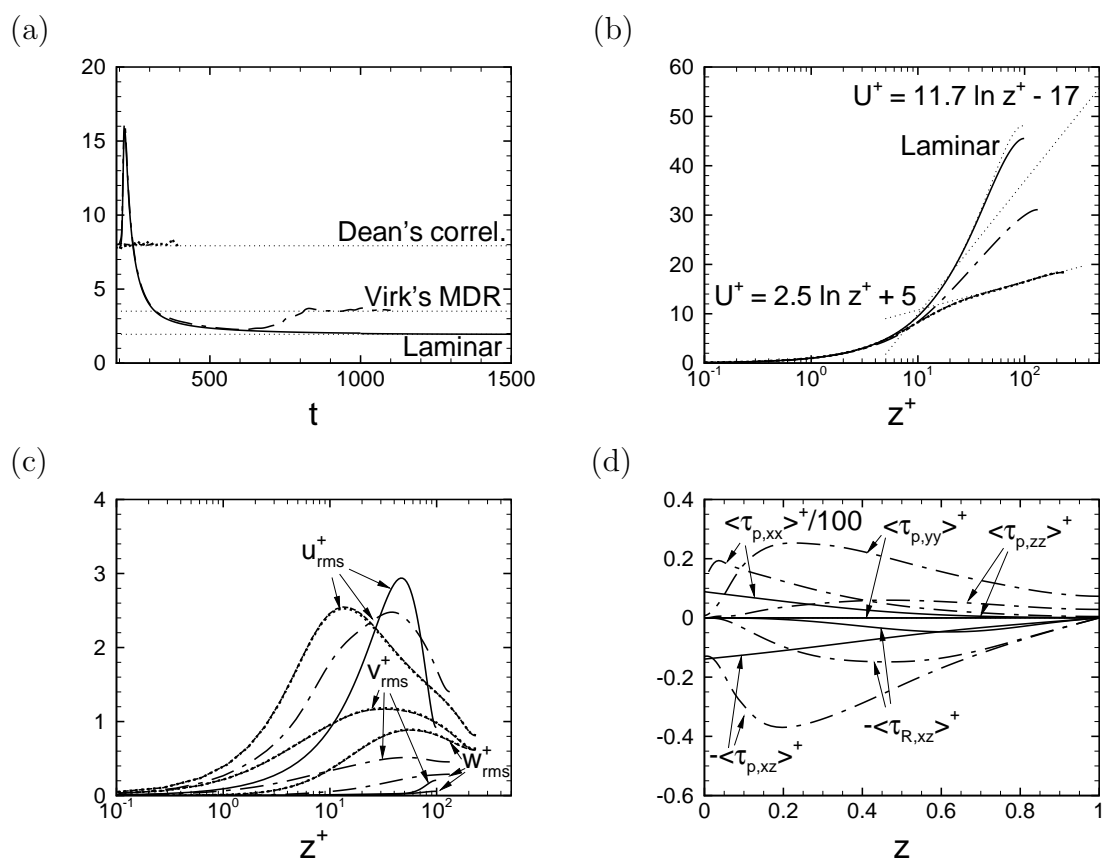 (a)
20
15
10
5
0
500
1000
1500
t
Dean's correl.
Virk's MDR
Laminar
(b)
60
50
40
30
20
10
0
10⁻¹
10⁰
10¹
10²
z⁺
U⁺ = 11.7 ln z⁺ - 17
Laminar
U⁺ = 2.5 ln z⁺ + 5
(c)
4
3
2
1
0
10⁻¹
10⁰
10¹
10²
z⁺
u⁺rms
v⁺rms
w⁺rms
(d)
0.4
0.2
0
-0.2
-0.4
-0.6
0
0.2
0.4
0.6
0.8
1
z
<τp,xx>⁺/100
<τp,yy>⁺
<τp,zz>⁺
-<τR,xz>⁺
-<τp,xz>⁺